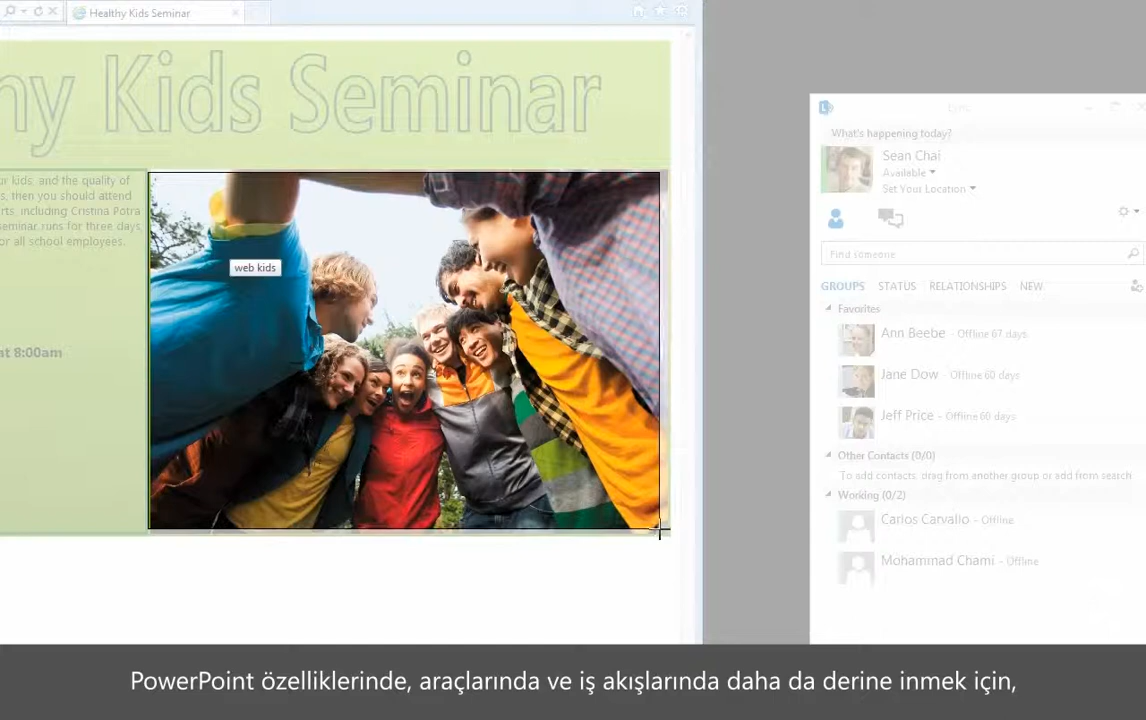 Healthy Kids Seminar
hy Kids Seminar
ur kids, and the quality of
s, then you should attend
rts, including Cristina Potra
seminar runs for three days,
or all school employees.
at 8:00am
web kids
Lync
What's happening today?
Sean Chai
Available
Set Your Location
Find someone
GROUPS STATUS RELATIONSHIPS NEW
Favorites
Ann Beebe - Offline 67 days
Jane Dow - Offline 60 days
Jeff Price - Offline 60 days
Other Contacts (0/0)
To add contacts, drag from another group or add from search
Working (0/2)
Carlos Carvallo - Offline
Mohammad Chami - Offline
PowerPoint özelliklerinde, araçlarında ve iş akışlarında daha da derine inmek için,